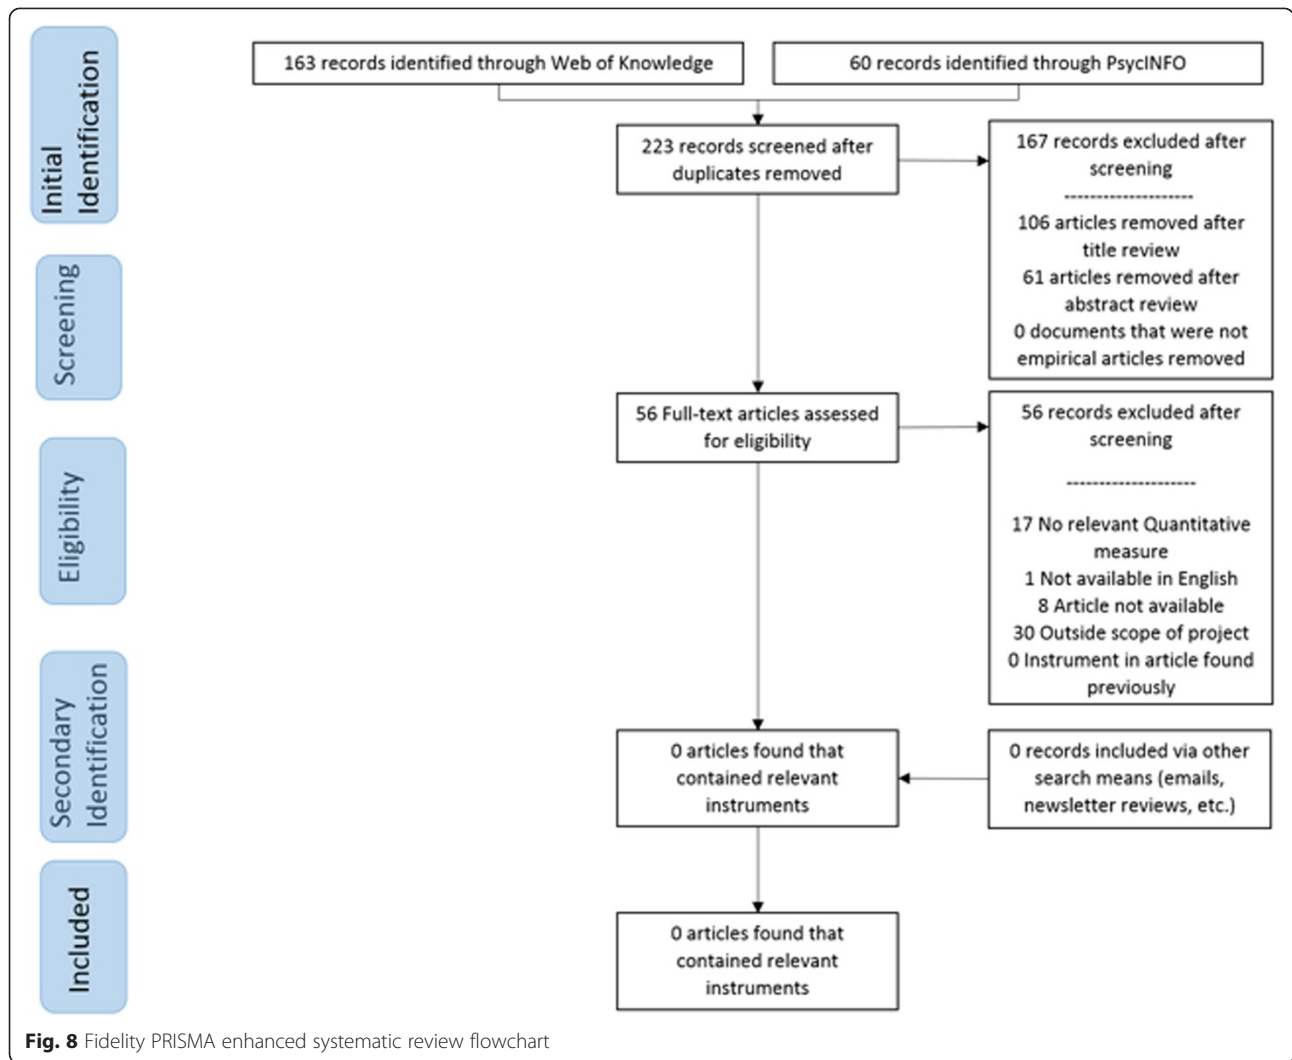 Initial
Identification
163 records identified through Web of Knowledge
60 records identified through PsycINFO
223 records screened after
duplicates removed
167 records excluded after
screening
---------------------
106 articles removed after
title review
61 articles removed after
abstract review
0 documents that were not
empirical articles removed
Screening
56 Full-text articles assessed
for eligibility
56 records excluded after
screening
---------------------
17 No relevant Quantitative
measure
1 Not available in English
8 Article not available
30 Outside scope of project
0 Instrument in article found
previously
Eligibility
Secondary
Identification
0 articles found that
contained relevant
instruments
0 records included via other
search means (emails,
newsletter reviews, etc.)
Included
0 articles found that
contained relevant
instruments
Fig. 8 Fidelity PRISMA enhanced systematic review flowchart